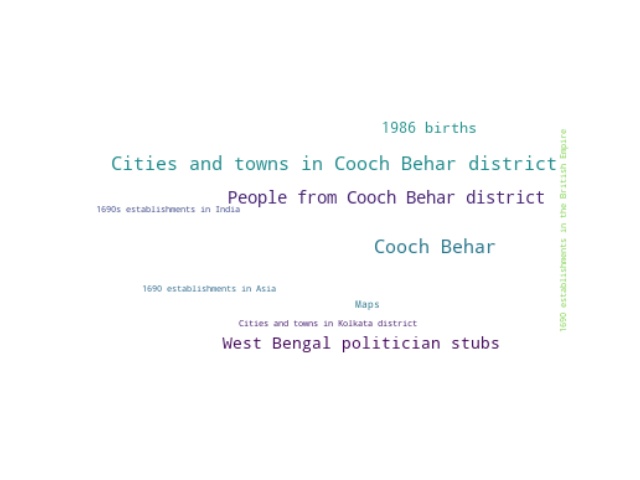 1986 births
Cities and towns in Cooch Behar district
People from Cooch Behar district
1690s establishments in India
Cooch Behar
1690 establishments in Asia
Maps
Cities and towns in Kolkata district
West Bengal politician stubs
1690 establishments in the British Empire